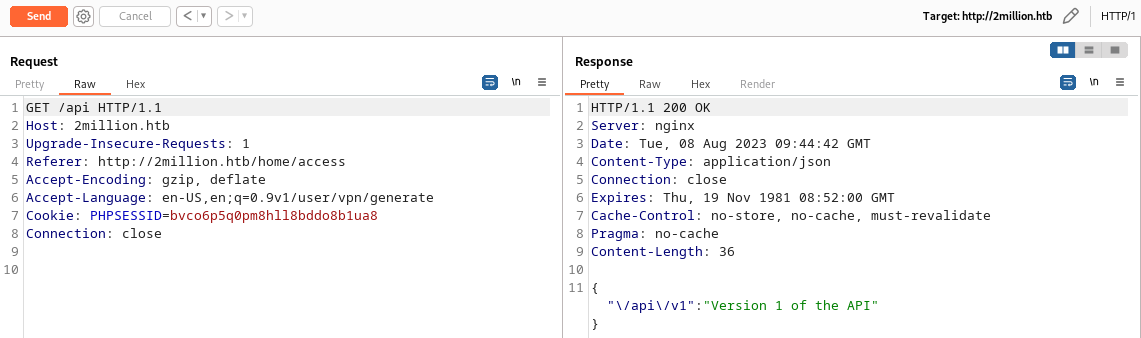 Send Cancel < > Target: http://2million.htb HTTP/1
Request
Pretty Raw Hex \n
1 GET /api HTTP/1.1
2 Host: 2million.htb
3 Upgrade-Insecure-Requests: 1
4 Referer: http://2million.htb/home/access
5 Accept-Encoding: gzip, deflate
6 Accept-Language: en-US,en;q=0.9v1/user/vpn/generate
7 Cookie: PHPSESSID=bvco6p5q0pm8hll8bddo8b1ua8
8 Connection: close
9
10
Response
Pretty Raw Hex Render \n
1 HTTP/1.1 200 OK
2 Server: nginx
3 Date: Tue, 08 Aug 2023 09:44:42 GMT
4 Content-Type: application/json
5 Connection: close
6 Expires: Thu, 19 Nov 1981 08:52:00 GMT
7 Cache-Control: no-store, no-cache, must-revalidate
8 Pragma: no-cache
9 Content-Length: 36
10
11 {
"\/api\/v1":"Version 1 of the API"
}